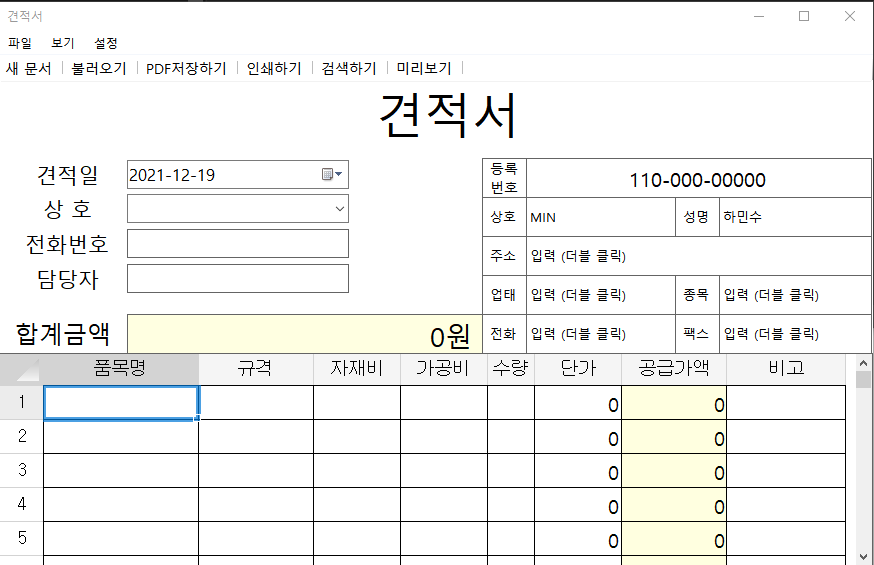 견적서
파일 보기 설정
새 문서 불러오기 PDF저장하기 인쇄하기 검색하기 미리보기
견적서
견적일 2021-12-19
상 호
전화번호
담당자
합계금액 0원
등록
번호 110-000-00000
상호 MIN 성명 하민수
주소 입력 (더블 클릭)
업태 입력 (더블 클릭) 종목 입력 (더블 클릭)
전화 입력 (더블 클릭) 팩스 입력 (더블 클릭)
품목명 규격 자재비 가공비 수량 단가 공급가액 비고
1 0 0
2 0 0
3 0 0
4 0 0
5 0 0